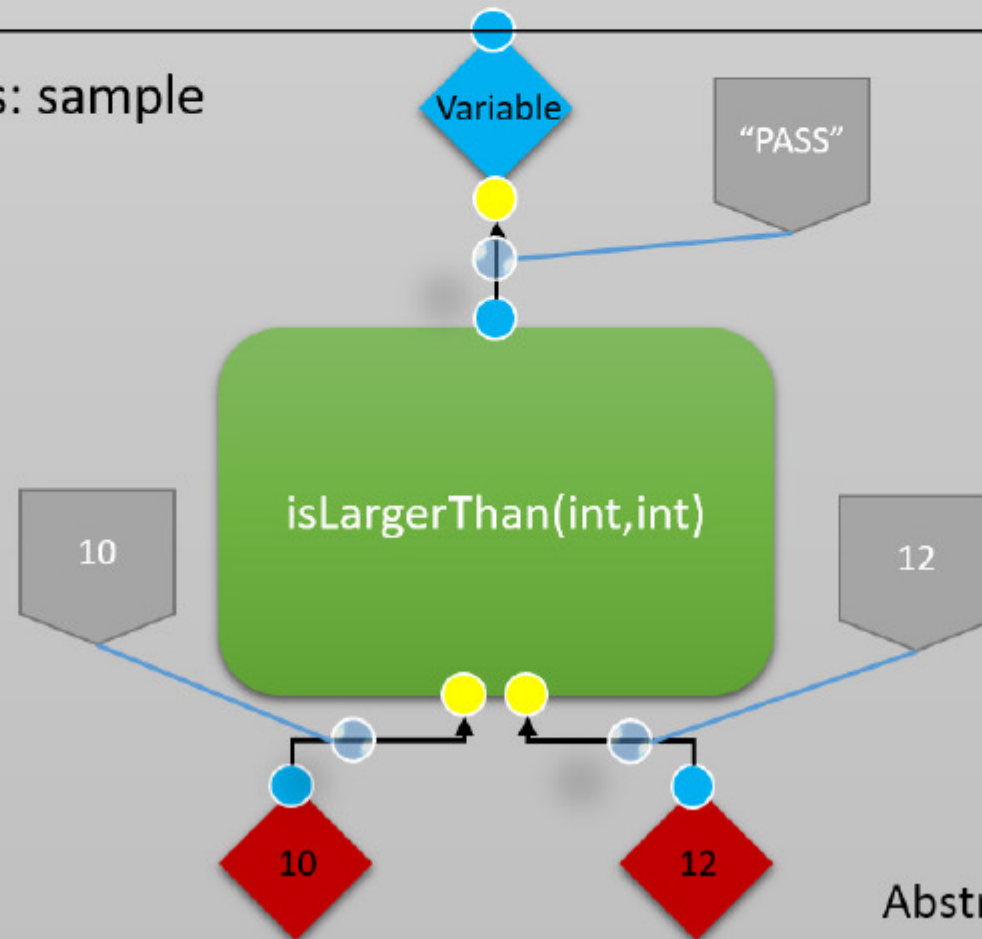 s: sample
Variable
“PASS”
isLargerThan(int,int)
10
12
10
12
Abstr